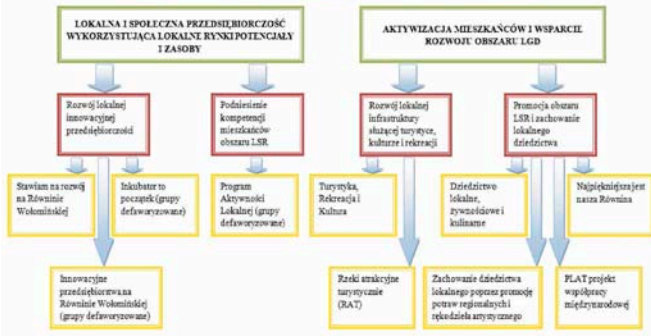 LOKALNA I SPOŁECZNA PRZEDSIĘBIORCZOŚĆ
WYKORZYSTUJĄCA LOKALNE RYNKI POTENCJAŁY
I ZASOBY
AKTYWIZACJA MIESZKAŃCÓW I WSPARCIE
ROZWOJU OBSZARU LGD
Rozwój lokalnej
innowacyjnej
przedsiębiorczości
Podniesienie
kompetencji
mieszkańców
obszaru LSR
Rozwój lokalnej
infrastruktury
służącej turystyce,
kulturze i rekreacji
Promocja obszaru
LSR i zachowanie
lokalnego
dziedzictwa
Stawiam na rozwój
na Równinie
Wołomińskiej
Inkubator to
początek (grupy
defaworyzowane)
Program
Aktywności
Lokalnej (grupy
defaworyzowane)
Turystyka,
Rekreacja i
Kultura
Dziedzictwo
lokalne,
żywnościowe i
kulinarne
Najpiękniejsza jest
nasza Równina
Innowacyjne
przedsiębiorstwa na
Równinie Wołomińskiej
(grupy defaworyzowane)
Rzeki atrakcyjne
turystycznie
(RAT)
Zachowanie dziedzictwa
lokalnego poprzez promocję
potraw regionalnych i
rękodzieła artystycznego
PLAT projekt
współpracy
międzynarodowej